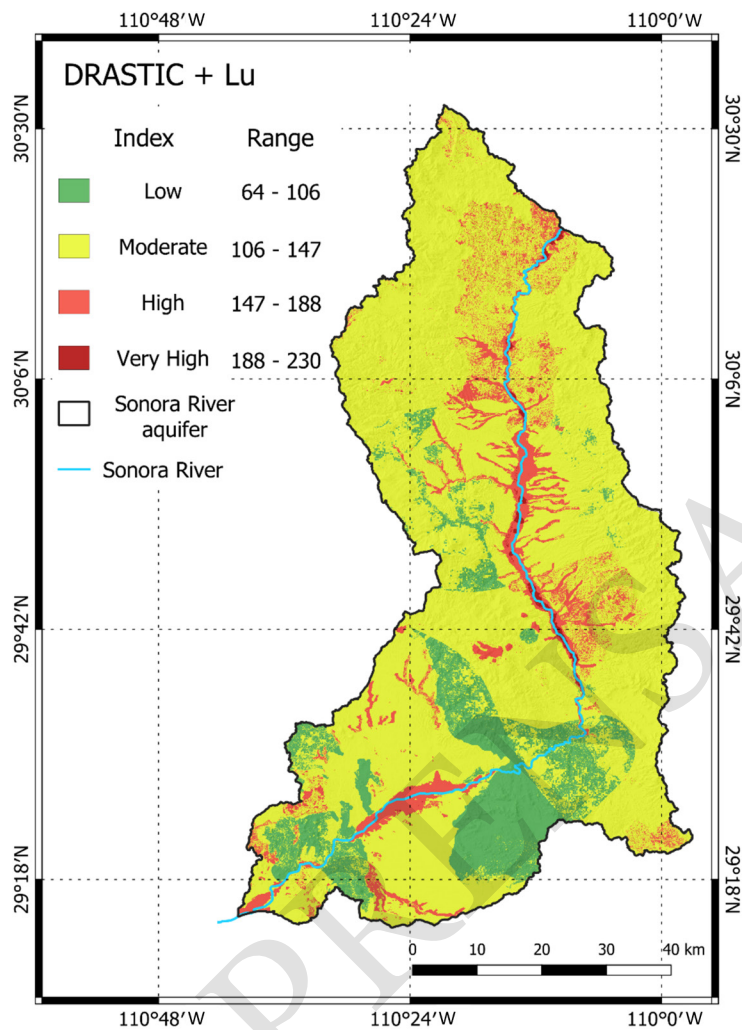 110°48′W 110°24′W 110°0′W
DRASTIC + Lu
Index Range
Low 64 - 106
Moderate 106 - 147
High 147 - 188
Very High 188 - 230
Sonora River
aquifer
Sonora River
30°30′N 30°30′N
30°6′N 30°6′N
29°42′N 29°42′N
29°18′N 29°18′N
0 10 20 30 40 km
110°48′W 110°24′W 110°0′W
PRENSA